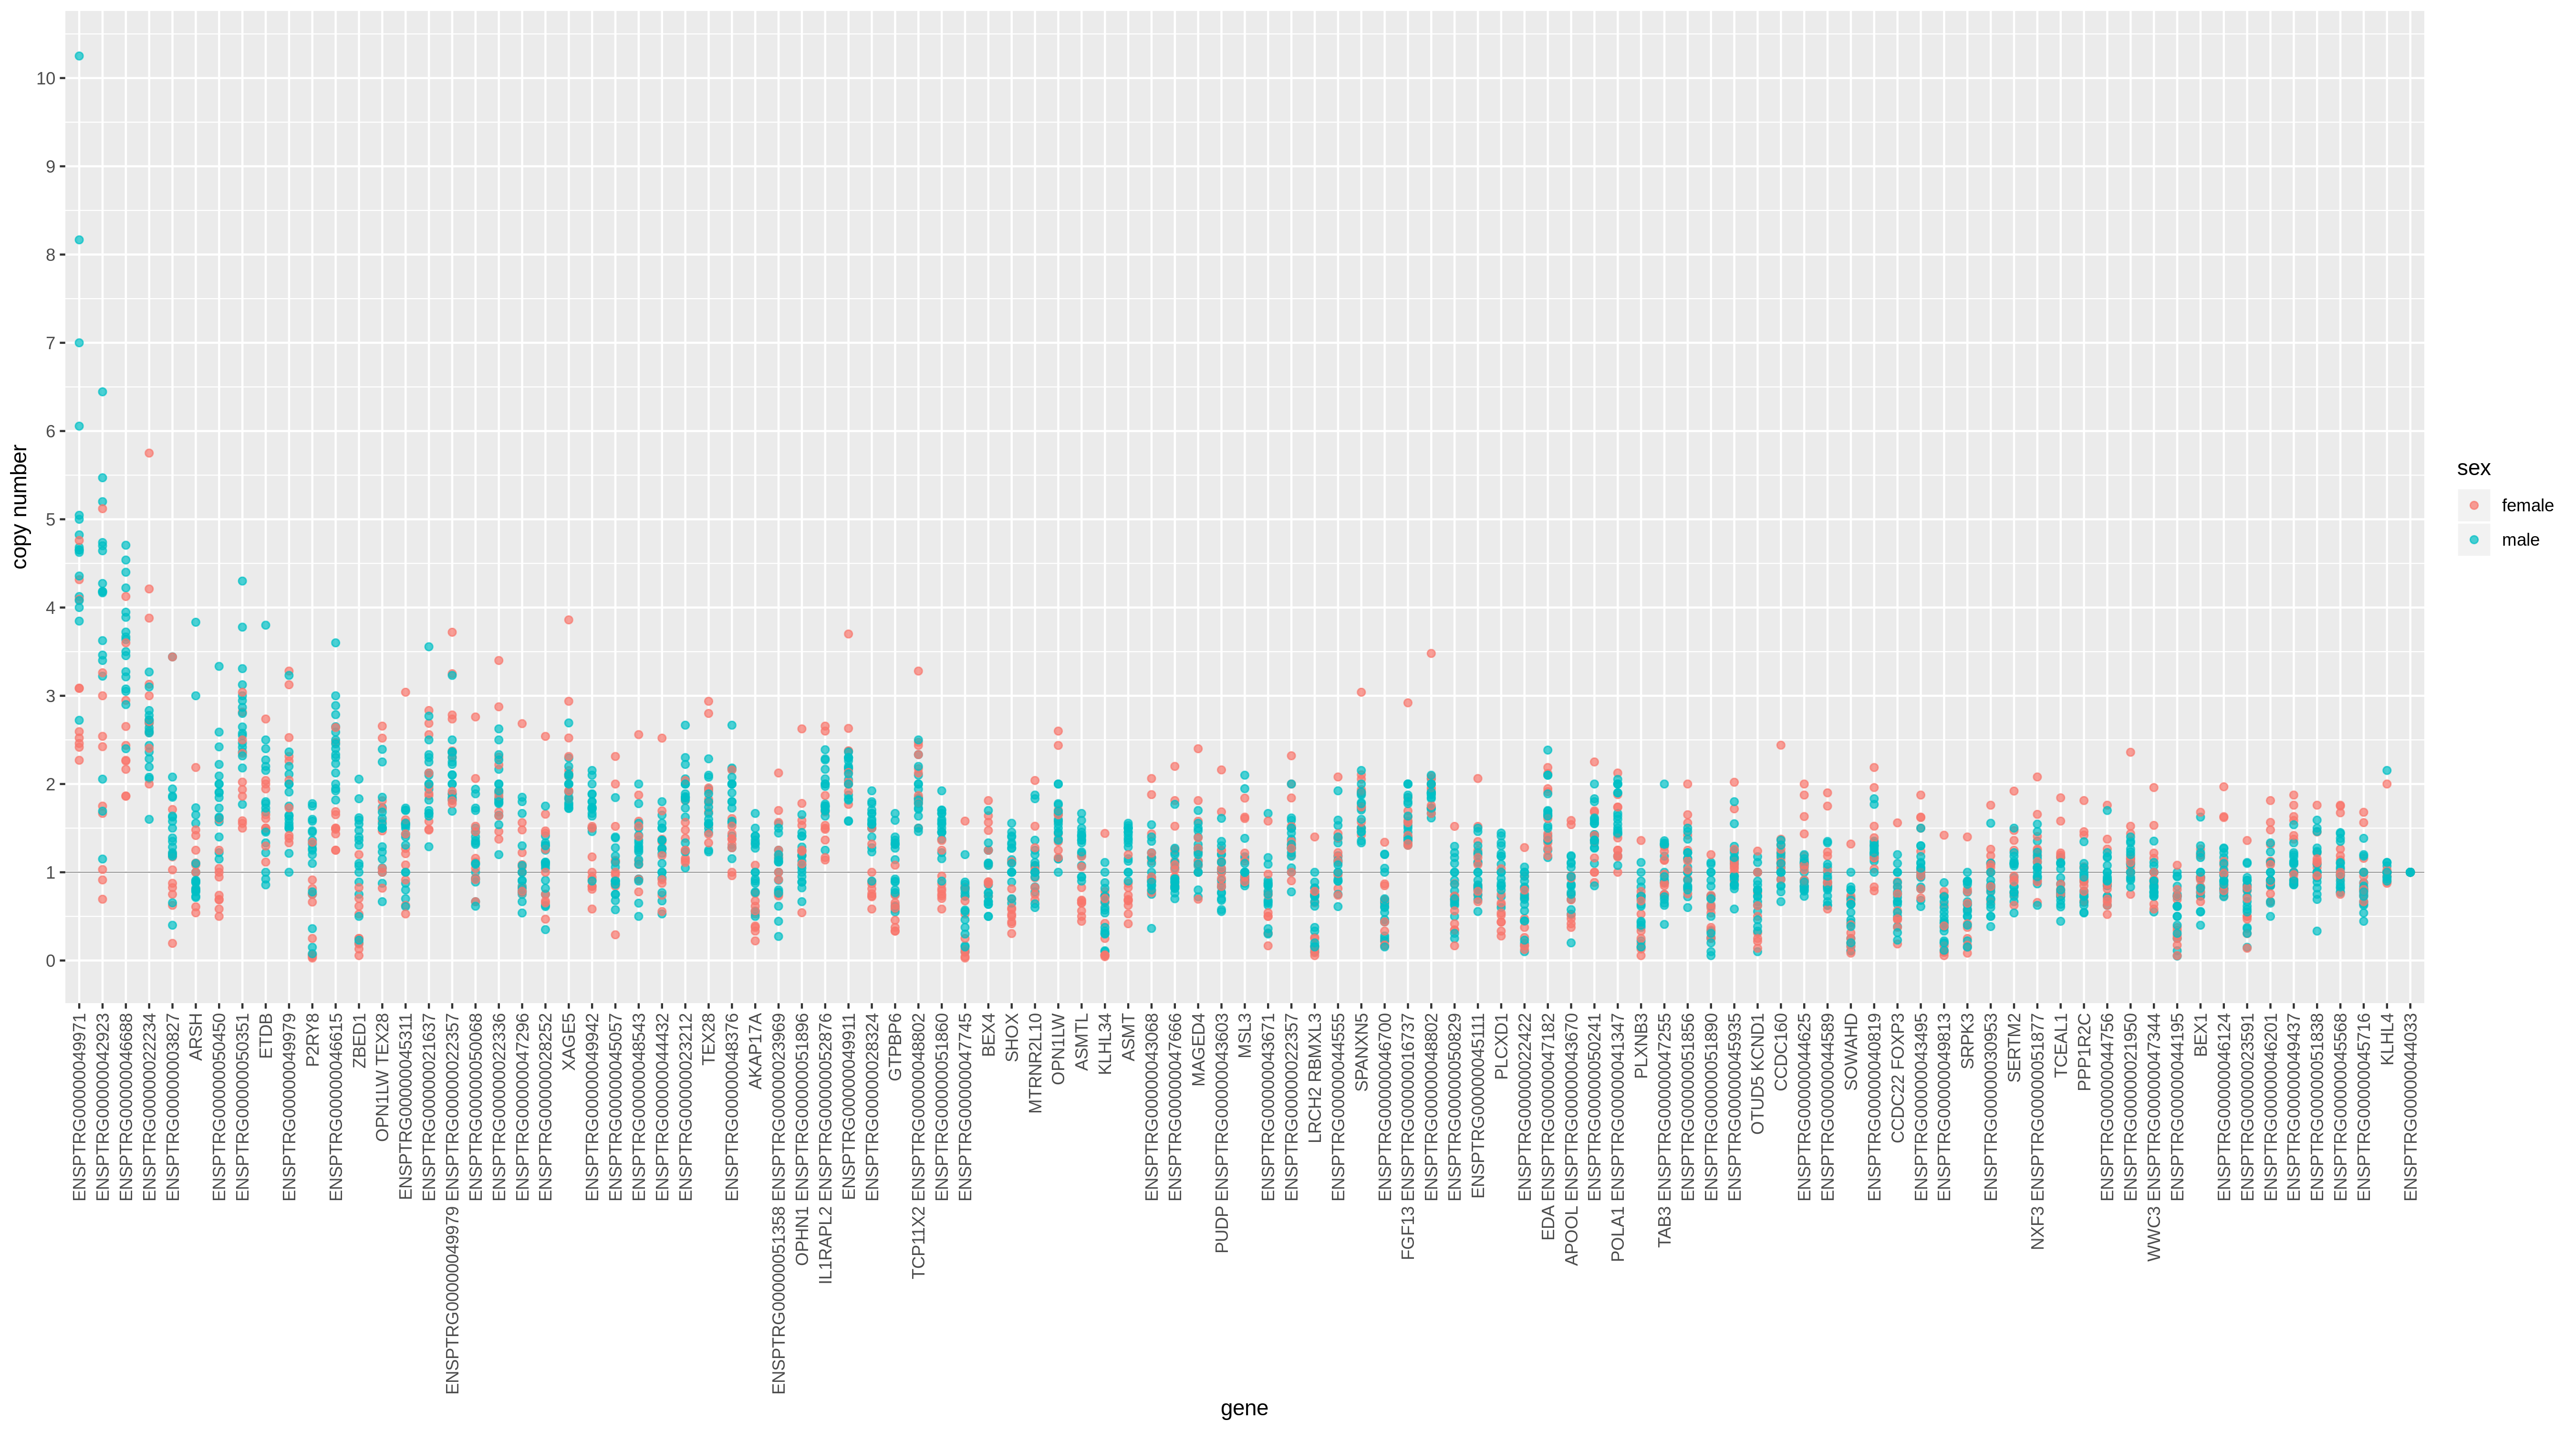 10
9
8
7
6
5
4
3
2
1
0
copy number
sex
female
male
ENSPTRG00000049971
ENSPTRG00000042923
ENSPTRG00000046688
ENSPTRG00000022234
ENSPTRG00000003827
ARSH
ENSPTRG00000050450
ENSPTRG00000050351
ETDB
ENSPTRG00000049979
P2RY8
ENSPTRG00000046615
ZBED1
OPN1LW TEX28
ENSPTRG00000045311
ENSPTRG00000021637
ENSPTRG00000049979 ENSPTRG00000022357
ENSPTRG00000050068
ENSPTRG00000022336
ENSPTRG00000047296
ENSPTRG00000028252
XAGE5
ENSPTRG00000049942
ENSPTRG00000045057
ENSPTRG00000048543
ENSPTRG00000044432
ENSPTRG00000023212
TEX28
ENSPTRG00000048376
AKAP17A
ENSPTRG00000051358 ENSPTRG00000023969
OPHN1 ENSPTRG00000051896
IL1RAPL2 ENSPTRG00000052876
ENSPTRG00000049911
ENSPTRG00000028324
GTPBP6
TCP11X2 ENSPTRG00000048802
ENSPTRG00000051860
ENSPTRG00000047745
BEX4
SHOX
MTRNR2L10
OPN1LW
ASMTL
KLHL34
ASMT
ENSPTRG00000043068
ENSPTRG00000047666
MAGED4
PUDP ENSPTRG00000043603
MSL3
ENSPTRG00000043671
ENSPTRG00000022357
LRCH2 RBMXL3
ENSPTRG00000044555
SPANXN5
ENSPTRG00000046700
FGF13 ENSPTRG00000016737
ENSPTRG00000048802
ENSPTRG00000050829
ENSPTRG00000045111
PLCXD1
ENSPTRG00000022422
EDA ENSPTRG00000047182
APOOL ENSPTRG00000043670
ENSPTRG00000050241
POLA1 ENSPTRG00000041347
PLXNB3
TAB3 ENSPTRG00000047255
ENSPTRG00000051856
ENSPTRG00000051890
ENSPTRG00000045935
OTUD5 KCND1
CCDC160
ENSPTRG00000044625
ENSPTRG00000044589
SOWAHD
ENSPTRG00000040819
CCDC22 FOXP3
ENSPTRG00000043495
ENSPTRG00000049813
SRPK3
ENSPTRG00000030953
SERTM2
NXF3 ENSPTRG00000051877
TCEAL1
PPP1R2C
ENSPTRG00000044756
ENSPTRG00000021950
WWC3 ENSPTRG00000047344
ENSPTRG00000044195
BEX1
ENSPTRG00000046124
ENSPTRG00000023591
ENSPTRG00000046201
ENSPTRG00000049437
ENSPTRG00000051838
ENSPTRG00000045568
ENSPTRG00000045716
KLHL4
ENSPTRG00000044033
gene